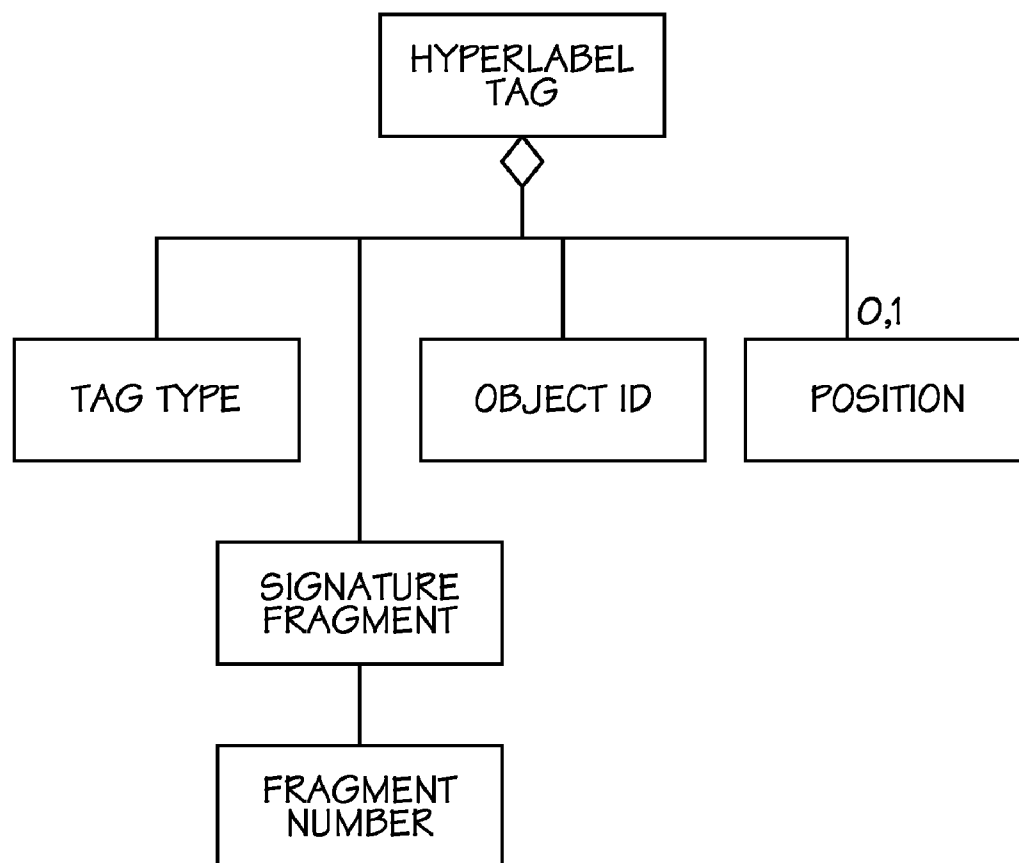 HYPERLABEL
TAG
0,1
TAG TYPE
OBJECT ID
POSITION
SIGNATURE
FRAGMENT
FRAGMENT
NUMBER